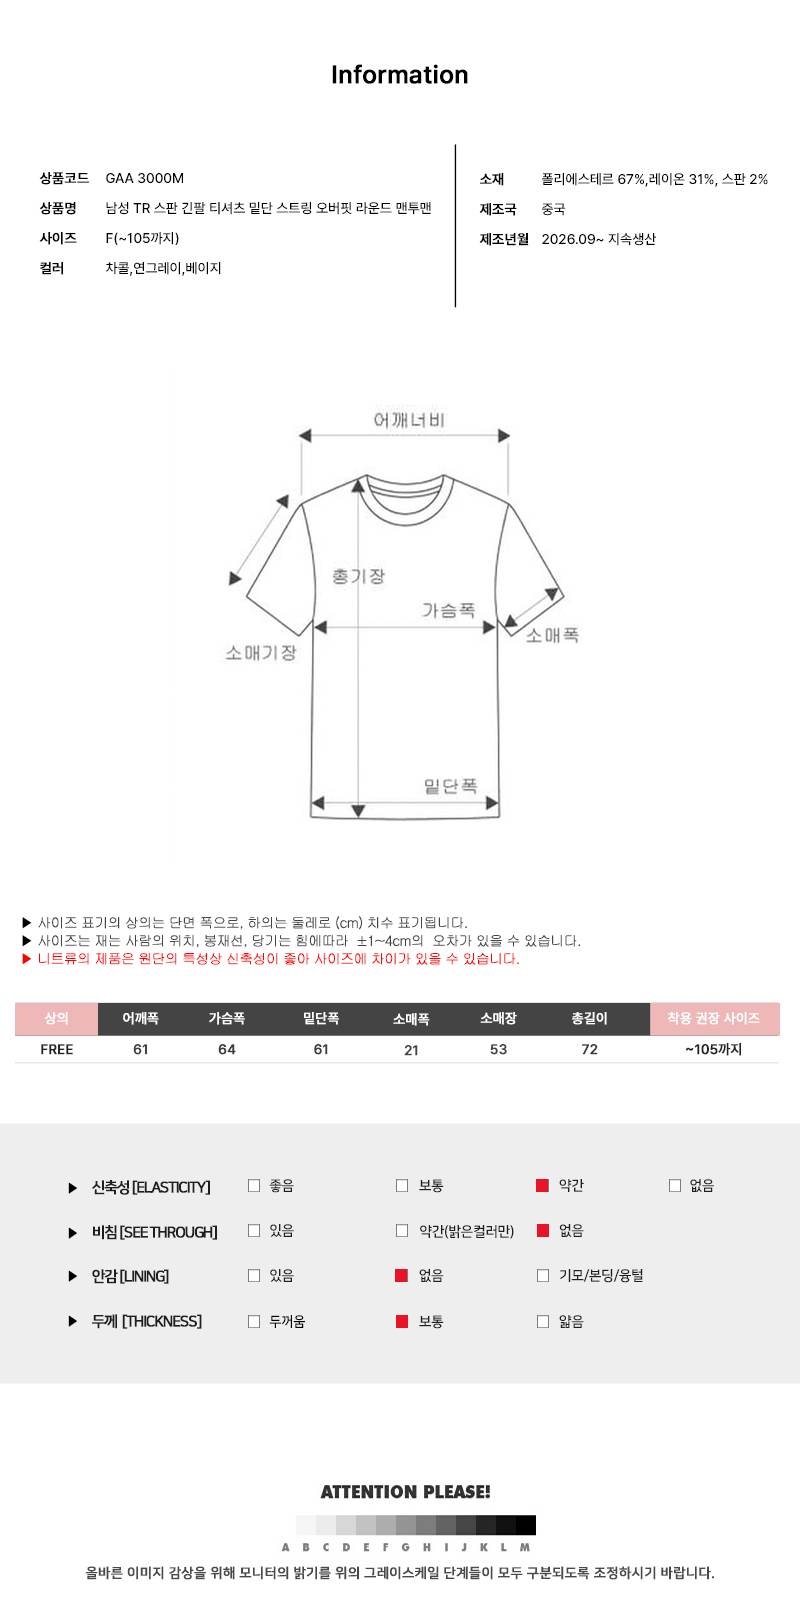 Information
상품코드 GAA 3000M
상품명 남성 TR 스판 긴팔 티셔츠 밑단 스트링 오버핏 라운드 맨투맨
사이즈 F(~105까지)
컬러 차콜,연그레이,베이지
소재 폴리에스테르 67%,레이온 31%, 스판 2%
제조국 중국
제조년월 2026.09~ 지속생산
어깨너비
총기장
가슴폭
소매폭
소매기장
밑단폭
▶ 사이즈 표기의 상의는 단면 폭으로, 하의는 둘레로 (cm) 치수 표기됩니다.
▶ 사이즈는 재는 사람의 위치, 봉재선, 당기는 힘에따라 ±1~4cm의 오차가 있을 수 있습니다.
▶ 니트류의 제품은 원단의 특성상 신축성이 좋아 사이즈에 차이가 있을 수 있습니다.
상의 어깨폭 가슴폭 밑단폭 소매폭 소매장 총길이 착용 권장 사이즈
FREE 61 64 61 21 53 72 ~105까지
▶ 신축성 [ELASTICITY] □ 좋음 □ 보통 ■ 약간 □ 없음
▶ 비침 [SEE THROUGH] □ 있음 □ 약간(밝은컬러만) ■ 없음
▶ 안감 [LINING] □ 있음 ■ 없음 □ 기모/본딩/융털
▶ 두께 [THICKNESS] □ 두꺼움 ■ 보통 □ 얇음
ATTENTION PLEASE!
A B C D E F G H I J K L M
올바른 이미지 감상을 위해 모니터의 밝기를 위의 그레이스케일 단계들이 모두 구분되도록 조정하시기 바랍니다.